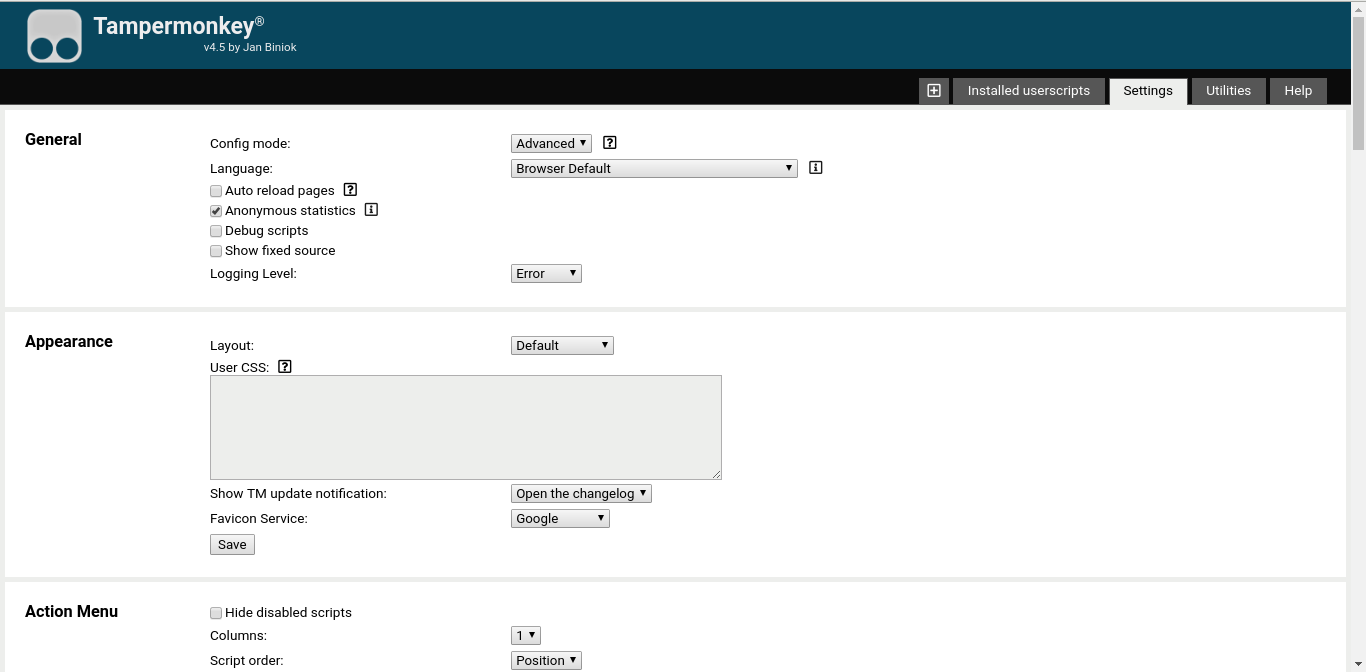 Tampermonkey®
v4.5 by Jan Biniok
Installed userscripts Settings Utilities Help
General
Config mode: Advanced ?
Language: Browser Default i
Auto reload pages ?
Anonymous statistics i
Debug scripts
Show fixed source
Logging Level: Error
Appearance
Layout: Default
User CSS: ?
Show TM update notification: Open the changelog
Favicon Service: Google
Save
Action Menu
Hide disabled scripts
Columns: 1
Script order: Position